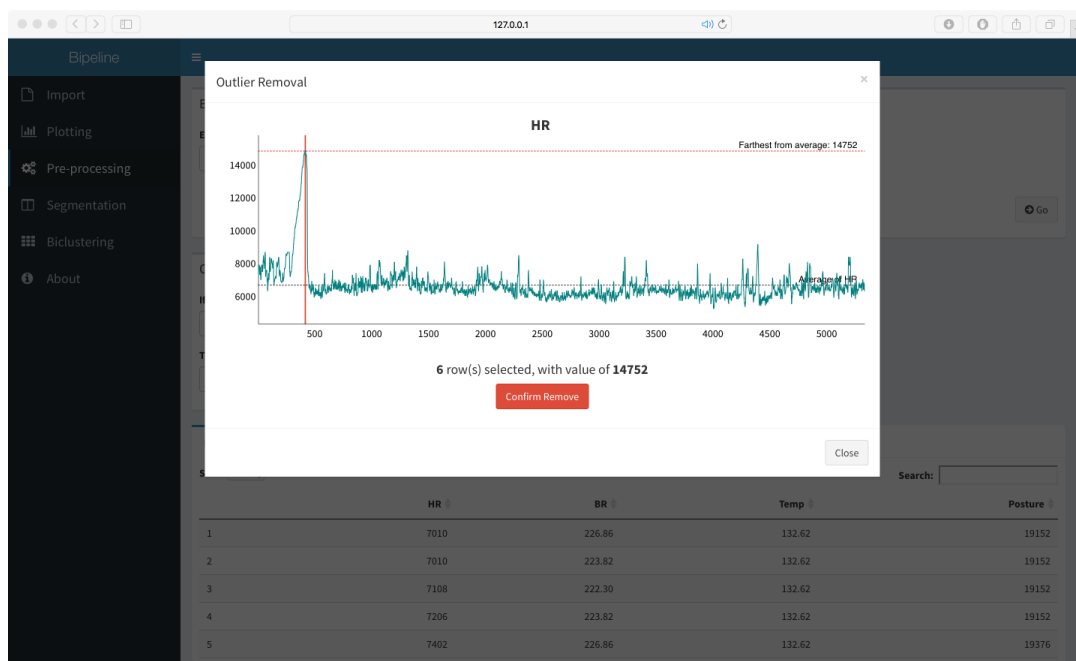 127.0.0.1
Bipeline
Import
Plotting
Pre-processing
Segmentation
Biclustering
About
Outlier Removal
×
HR
Farthest from average: 14752
14000
12000
10000
8000
6000
Average of HR
500 1000 1500 2000 2500 3000 3500 4000 4500 5000
6 row(s) selected, with value of 14752
Confirm Remove
Close
Go
Search:
HR BR Temp Posture
1 7010 226.86 132.62 19152
2 7010 223.82 132.62 19152
3 7108 222.30 132.62 19152
4 7206 223.82 132.62 19152
5 7402 226.86 132.62 19376